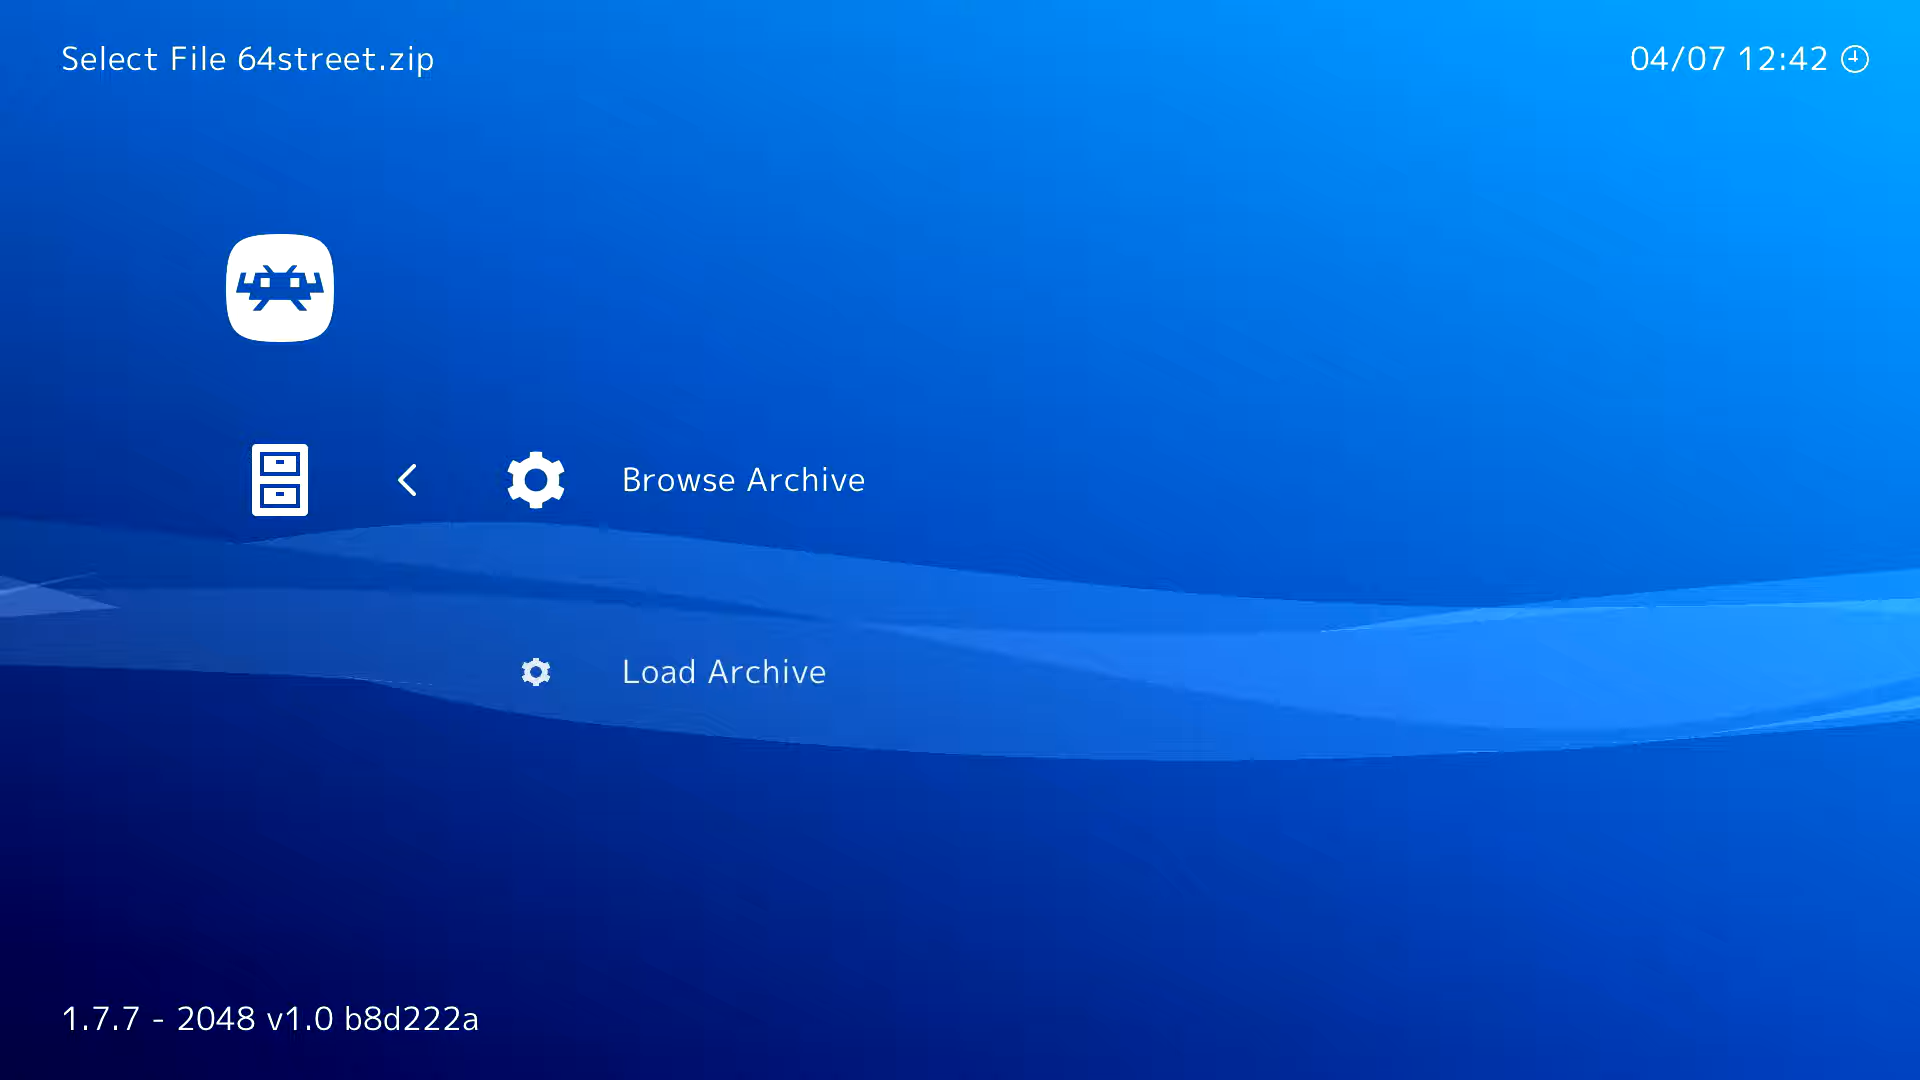 Select File 64street.zip
04/07 12:42
Browse Archive
Load Archive
1.7.7 - 2048 v1.0 b8d222a